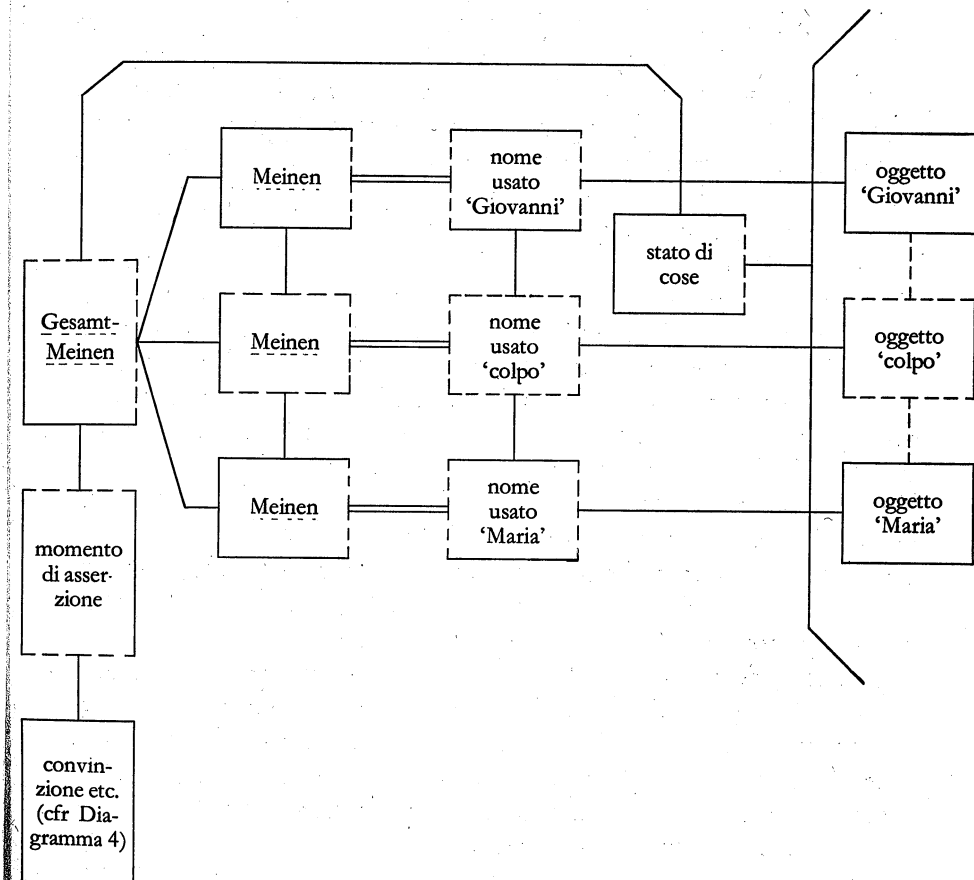 Meinen
nome
usato
‘Giovanni’
oggetto
‘Giovanni’
stato di
cose
Gesamt-
Meinen
Meinen
nome
usato
‘colpo’
oggetto
‘colpo’
Meinen
nome
usato
‘Maria’
oggetto
‘Maria’
momento
di asser-
zione
convin-
zione etc.
(cfr Dia-
gramma 4)